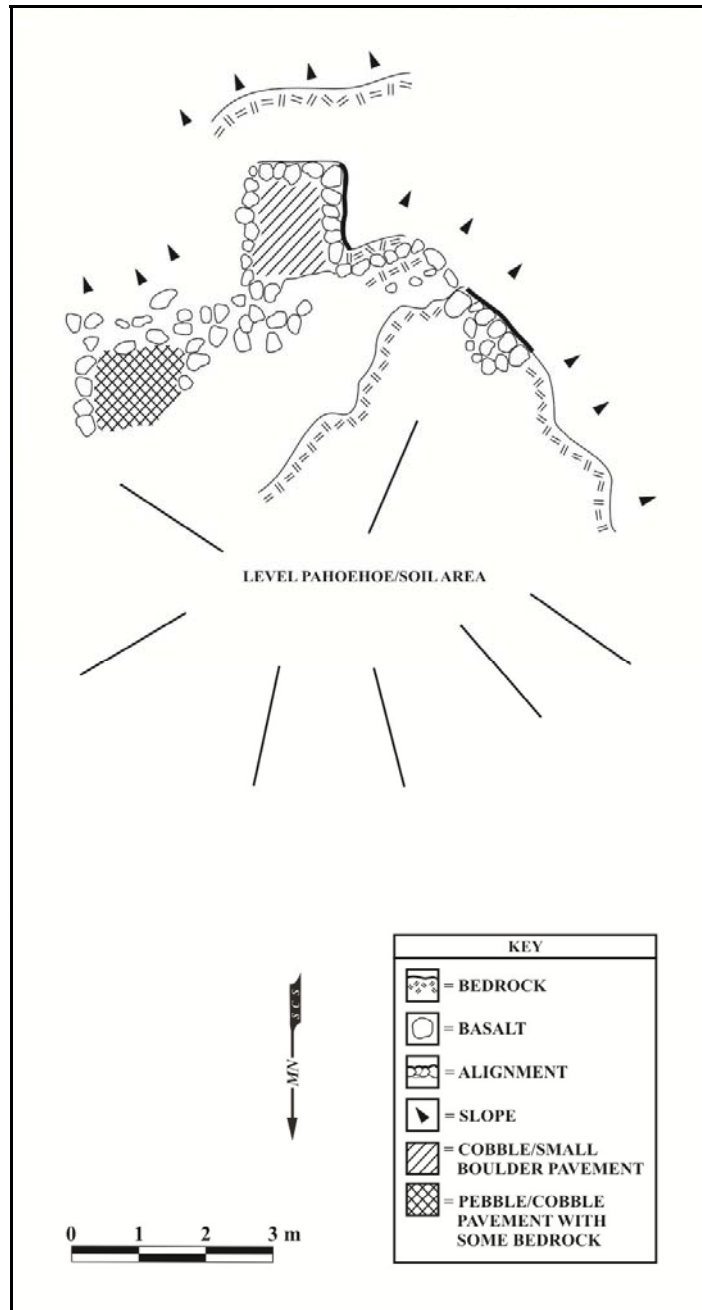 LEVEL PAHOEHOE/SOIL AREA
SCS
MN
0 1 2 3 m
KEY
= BEDROCK
= BASALT
= ALIGNMENT
= SLOPE
= COBBLE/SMALL
BOULDER PAVEMENT
= PEBBLE/COBBLE
PAVEMENT WITH
SOME BEDROCK